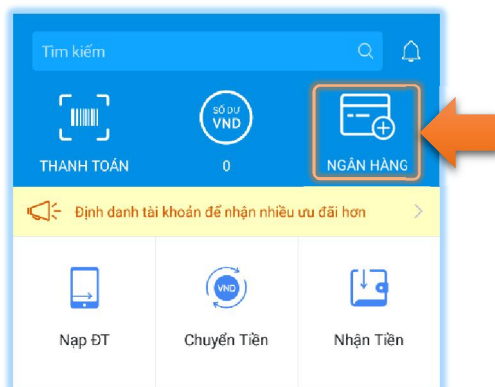 Tìm kiếm
SỐ DƯ
VND
THANH TOÁN
0
NGÂN HÀNG
Định danh tài khoản để nhận nhiều ưu đãi hơn
VND
Nạp ĐT
Chuyển Tiền
Nhận Tiền